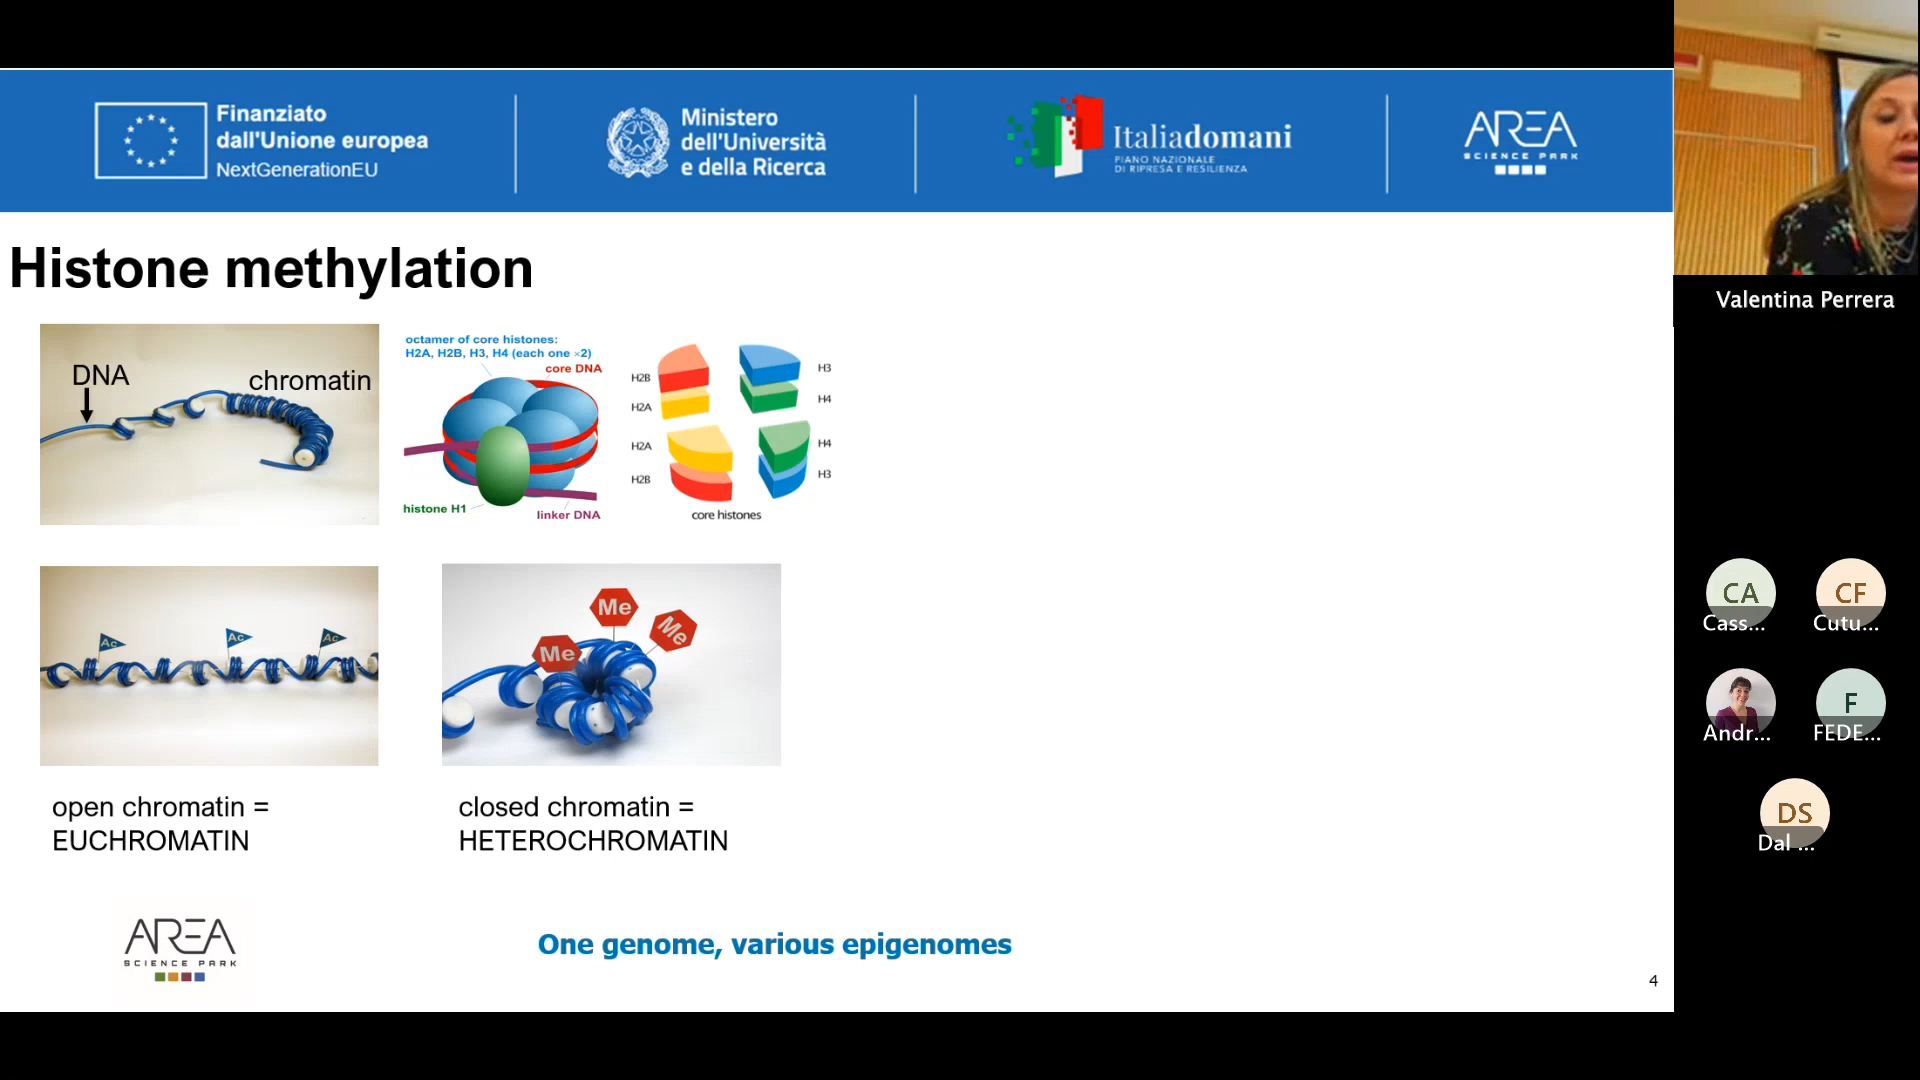 Finanziato
dall'Unione europea
NextGenerationEU
Ministero
dell'Università
e della Ricerca
Italiadomani
PIANO NAZIONALE
DI RIPRESA E RESILIENZA
AREA
SCIENCE PARK
Valentina Perrera
Histone methylation
DNA
chromatin
octamer of core histones:
H2A, H2B, H3, H4 (each one ×2)
core DNA
histone H1
linker DNA
H2B
H3
H2A
H4
H2A
H4
H2B
H3
core histones
Ac
Ac
Ac
Me
Me
Me
open chromatin =
EUCHROMATIN
closed chromatin =
HETEROCHROMATIN
AREA
SCIENCE PARK
One genome, various epigenomes
4
CA
Cass...
CF
Cutu...
Andr...
F
FEDE...
DS
Dal ...